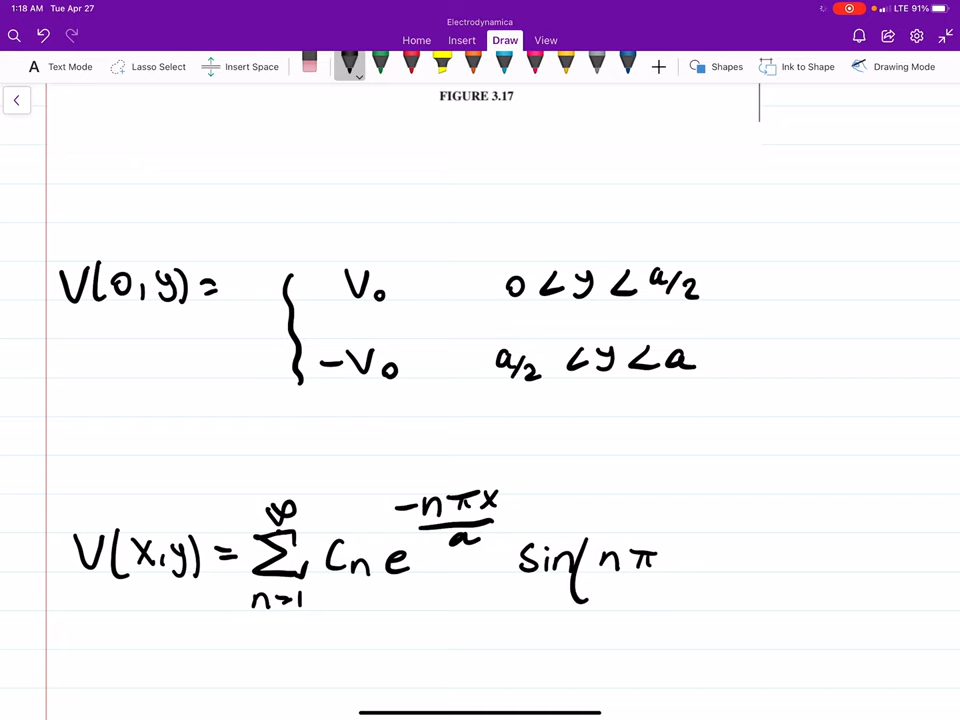 1:18 AM Tue Apr 27 LTE 91%
Electrodynamica
Home Insert Draw View
A Text Mode Lasso Select Insert Space Shapes Ink to Shape Drawing Mode
FIGURE 3.17
V(0,y) = { V₀ 0 < y < a/2
-V₀ a/2 < y < a
V(x,y) = ∑ₙ₌₁^∞ Cₙ e^(-nπx/a) sin( nπ